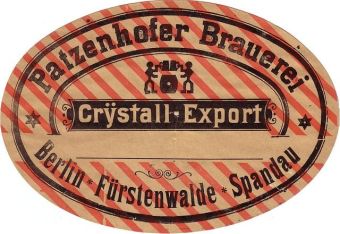 Patzenhofer Brauerei
Crÿstall-Export
Berlin * Fürstenwalde * Spandau